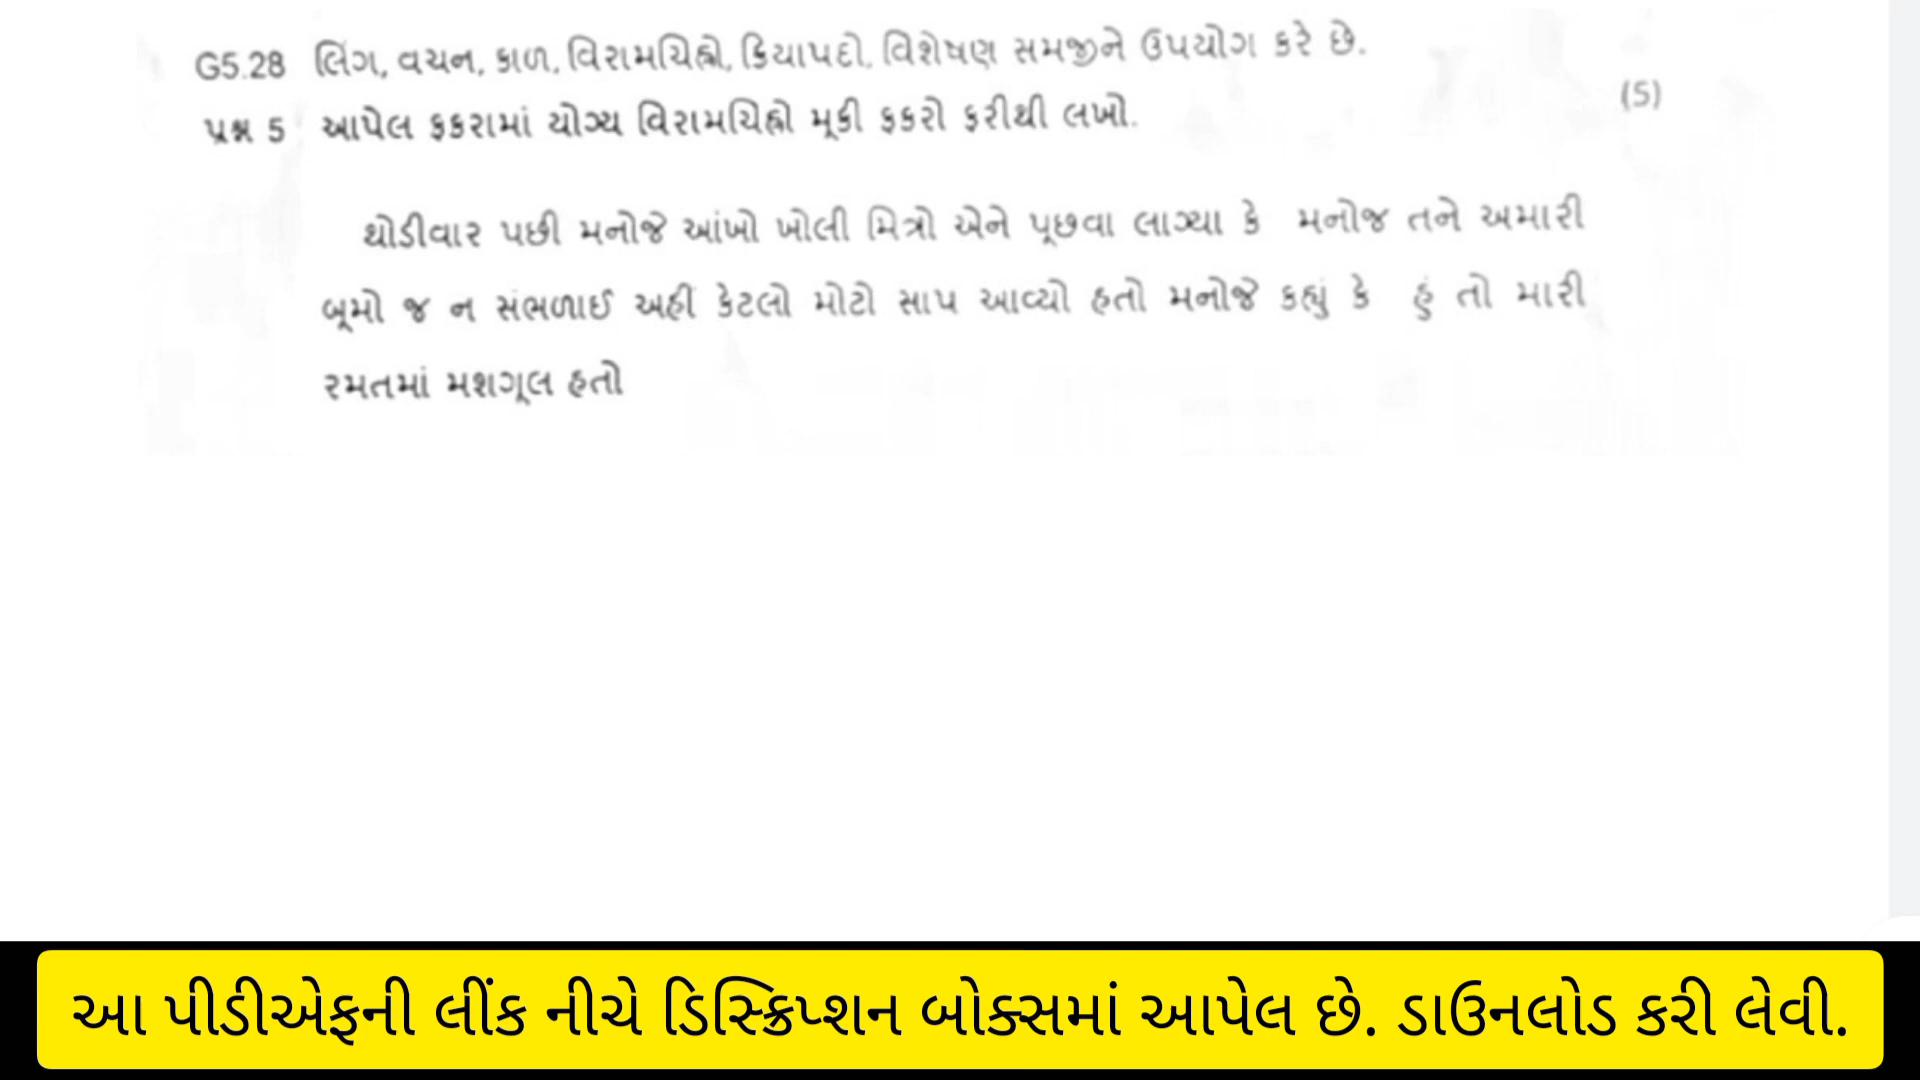 G5.28 લિંગ, વચન, કાળ, વિરામચિહ્નો, ક્રિયાપદો, વિશેષણ સમજીને ઉપયોગ કરે છે.
(5)
પ્રશ્ન 5 આપેલ ફકરામાં યોગ્ય વિરામચિહ્નો મૂકી ફકરો ફરીથી લખો.
થોડીવાર પછી મનોજે આંખો ખોલી મિત્રો એને પૂછવા લાગ્યા કે મનોજ તને અમારી
બૂમો જ ન સંભળાઈ અહીં કેટલો મોટો સાપ આવ્યો હતો મનોજે કહ્યું કે હું તો મારી
રમતમાં મશગૂલ હતો
આ પીડીએફની લીંક નીચે ડિસ્ક્રિપ્શન બોક્સમાં આપેલ છે. ડાઉનલોડ કરી લેવી.